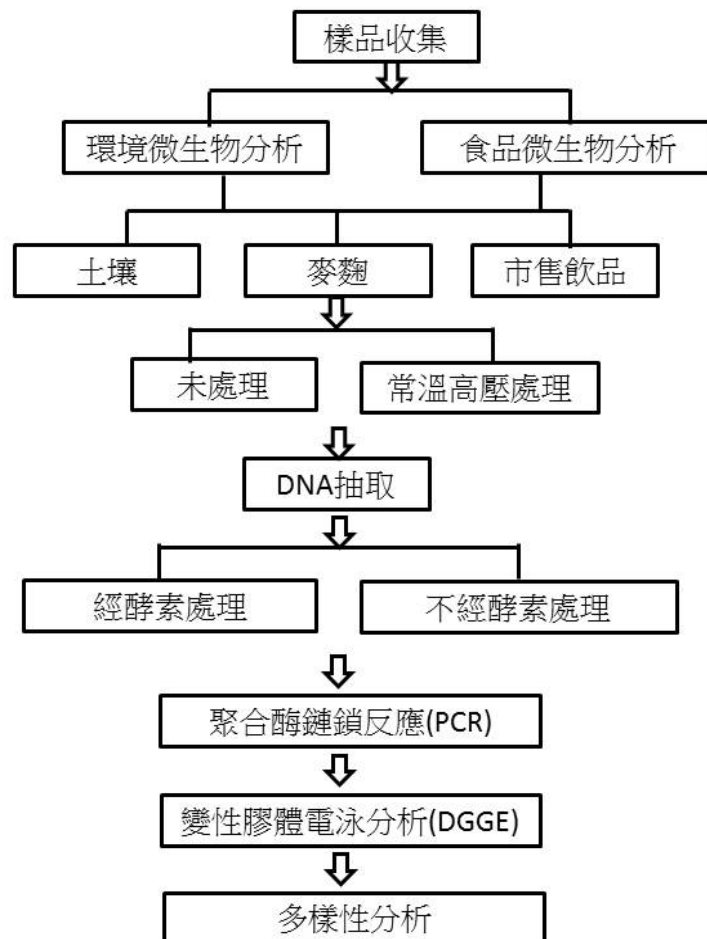 樣品收集
環境微生物分析
食品微生物分析
土壤
麥麴
市售飲品
未處理
常溫高壓處理
DNA抽取
經酵素處理
不經酵素處理
聚合酶鏈鎖反應(PCR)
變性膠體電泳分析(DGGE)
多樣性分析